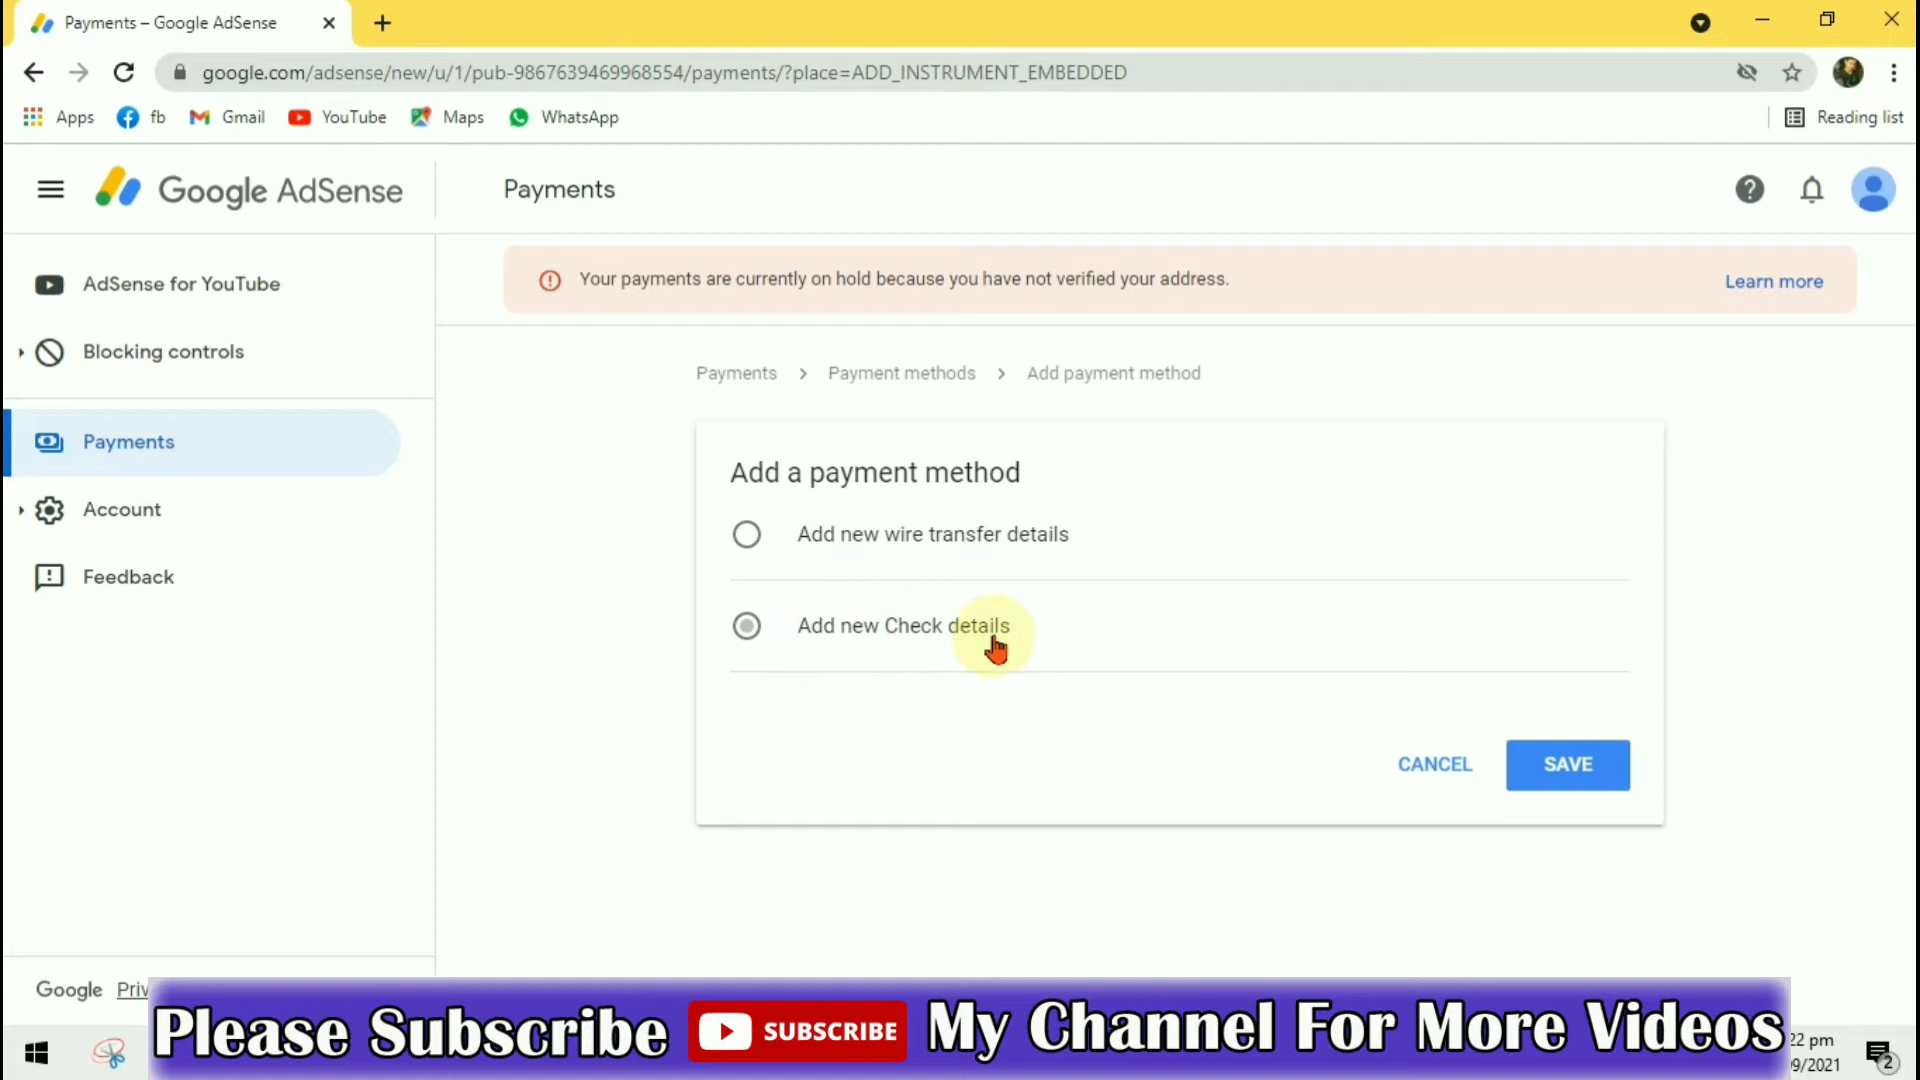 Payments – Google AdSense
google.com/adsense/new/u/1/pub-9867639469968554/payments/?place=ADD_INSTRUMENT_EMBEDDED
Apps fb Gmail YouTube Maps WhatsApp Reading list
Google AdSense Payments
AdSense for YouTube
Your payments are currently on hold because you have not verified your address. Learn more
Blocking controls
Payments > Payment methods > Add payment method
Payments
Add a payment method
Account
Add new wire transfer details
Feedback
Add new Check details
CANCEL SAVE
Google Priv
Please Subscribe SUBSCRIBE My Channel For More Videos
22 pm
9/2021
2